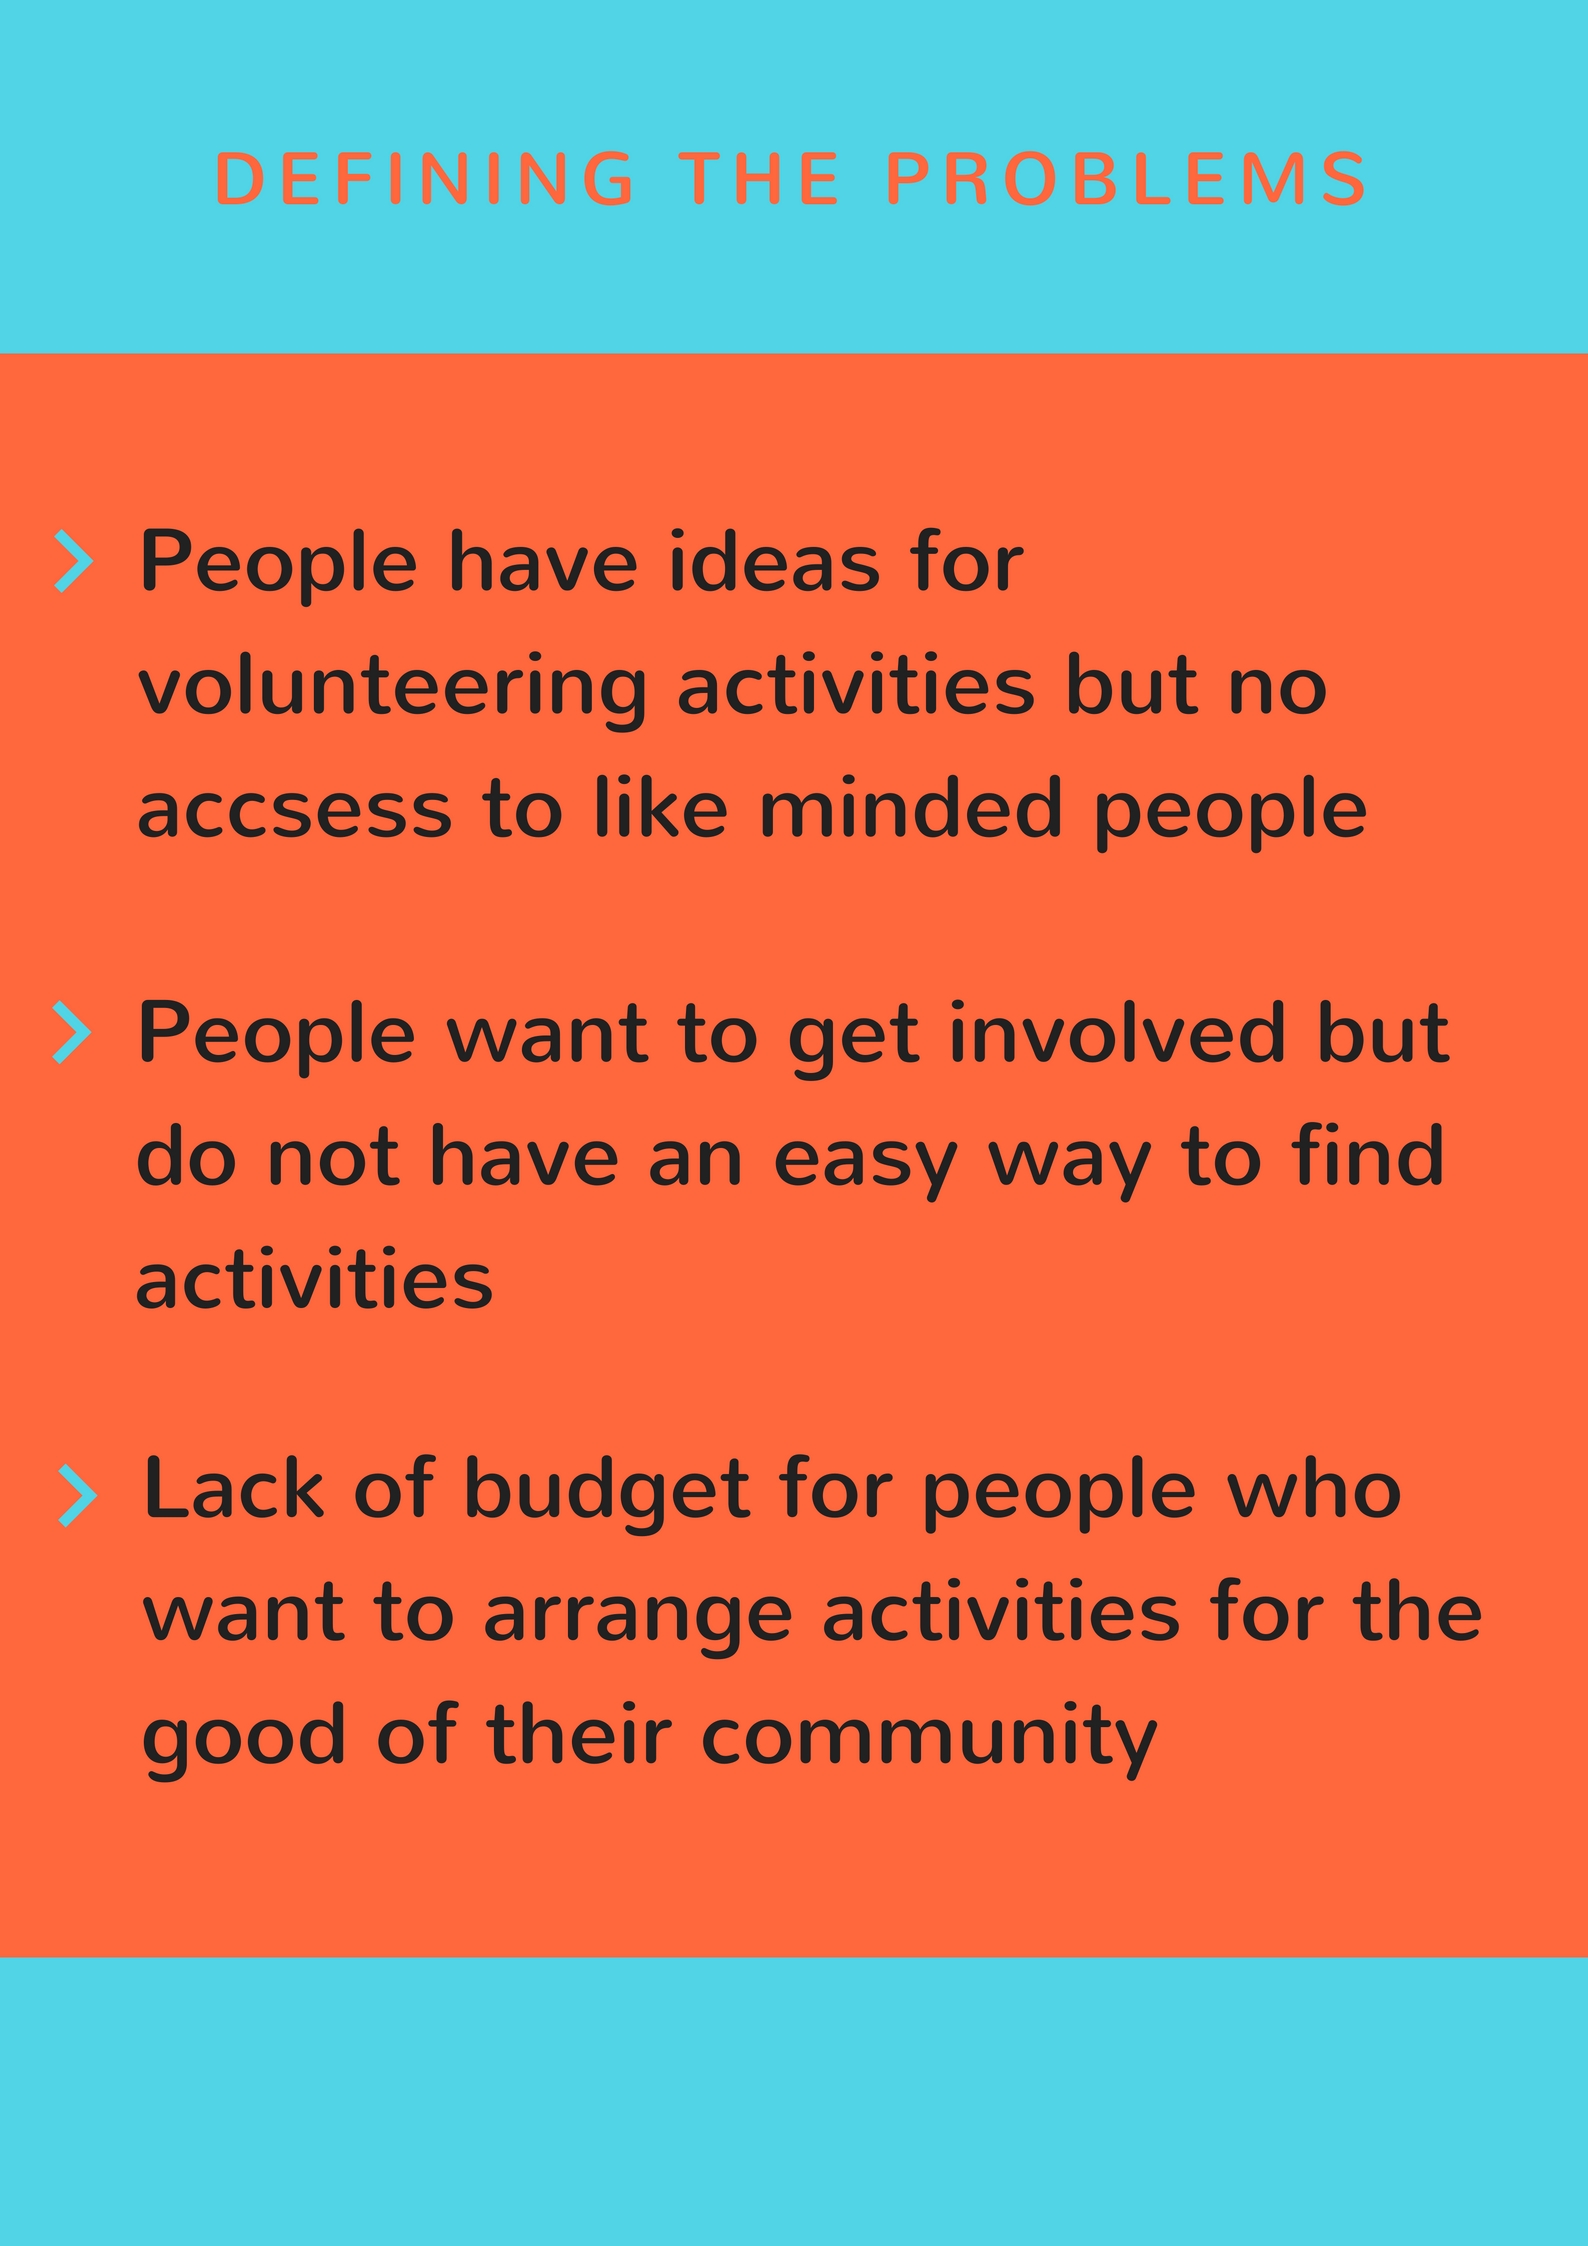 DEFINING THE PROBLEMS
People have ideas for
volunteering activities but no
accsess to like minded people
People want to get involved but
do not have an easy way to find
activities
Lack of budget for people who
want to arrange activities for the
good of their community